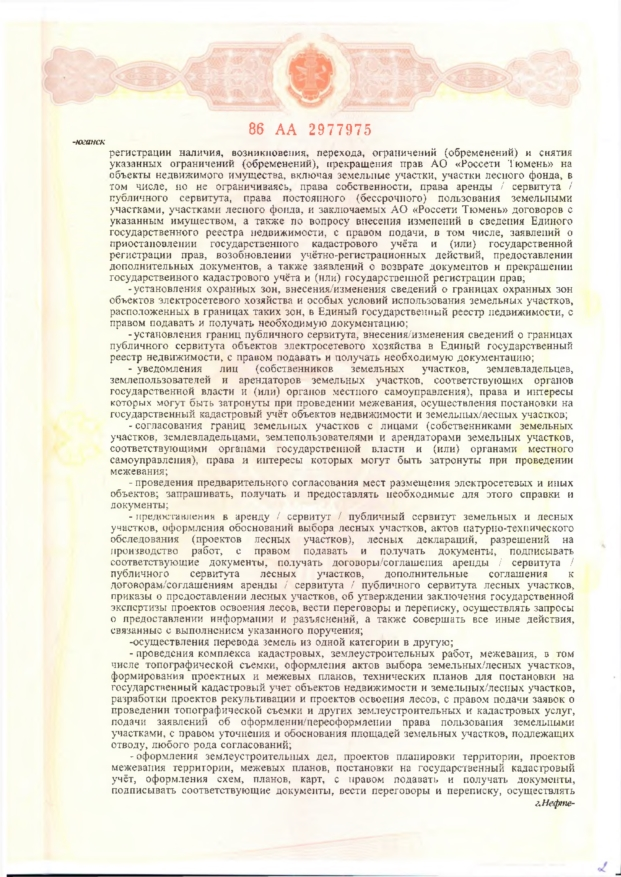 86 АА 2977975
-юганск
регистрации наличия, возникновения, перехода, ограничений (обременений) и снятия
указанных ограничений (обременений), прекращения прав АО «Россети Тюмень» на
объекты недвижимого имущества, включая земельные участки, участки лесного фонда, в
том числе, но не ограничиваясь, права собственности, права аренды / сервитута /
публичного сервитута, права постоянного (бессрочного) пользования земельными
участками, участками лесного фонда, и заключаемых АО «Россети Тюмень» договоров с
указанным имуществом, а также по вопросу внесения изменений в сведения Единого
государственного реестра недвижимости, с правом подачи, в том числе, заявлений о
приостановлении государственного кадастрового учёта и (или) государственной
регистрации прав, возобновлении учётно-регистрационных действий, предоставлении
дополнительных документов, а также заявлений о возврате документов и прекращении
государственного кадастрового учёта и (или) государственной регистрации прав;
-установления охранных зон, внесения/изменения сведений о границах охранных зон
объектов электросетевого хозяйства и особых условий использования земельных участков,
расположенных в границах таких зон, в Единый государственный реестр недвижимости, с
правом подавать и получать необходимую документацию;
-установления границ публичного сервитута, внесения/изменения сведений о границах
публичного сервитута объектов электросетевого хозяйства в Единый государственный
реестр недвижимости, с правом подавать и получать необходимую документацию;
- уведомления лиц (собственников земельных участков, землевладельцев,
землепользователей и арендаторов земельных участков, соответствующих органов
государственной власти и (или) органов местного самоуправления), права и интересы
которых могут быть затронуты при проведении межевания, осуществления постановки на
государственный кадастровый учёт объектов недвижимости и земельных/лесных участков;
- согласования границ земельных участков с лицами (собственниками земельных
участков, землевладельцами, землепользователями и арендаторами земельных участков,
соответствующими органами государственной власти и (или) органами местного
самоуправления), права и интересы которых могут быть затронуты при проведении
межевания;
- проведения предварительного согласования мест размещения электросетевых и иных
объектов; запрашивать, получать и предоставлять необходимые для этого справки и
документы;
- предоставления в аренду / сервитут / публичный сервитут земельных и лесных
участков, оформления обоснований выбора лесных участков, актов натурно-технического
обследования (проектов лесных участков), лесных деклараций, разрешений на
производство работ, с правом подавать и получать документы, подписывать
соответствующие документы, получать договоры/соглашения аренды / сервитута /
публичного сервитута лесных участков, дополнительные соглашения к
договорам/соглашениям аренды / сервитута / публичного сервитута лесных участков,
приказы о предоставлении лесных участков, об утверждении заключения государственной
экспертизы проектов освоения лесов, вести переговоры и переписку, осуществлять запросы
о предоставлении информации и разъяснений, а также совершать все иные действия,
связанные с выполнением указанного поручения;
-осуществления перевода земель из одной категории в другую;
- проведения комплекса кадастровых, землеустроительных работ, межевания, в том
числе топографической съемки, оформления актов выбора земельных/лесных участков,
формирования проектных и межевых планов, технических планов для постановки на
государственный кадастровый учет объектов недвижимости и земельных/лесных участков,
разработки проектов рекультивации и проектов освоения лесов, с правом подачи заявок о
проведении топографичесса съемки и других землеустроительных и кадастровых услуг,
подачи заявлений об оформлении/переоформлении права пользования земельными
участками, с правом уточнения и обоснования площадей земельных участков, подлежащих
отводу, любого рода согласований;
- оформления землеустроительных дел, проектов планировки территории, проектов
межевания территории, межевых планов, постановки на государственный кадастровый
учёт, оформления схем, планов, карт, с правом подавать и получать документы,
подписывать соответствующие документы, вести переговоры и переписку, осуществлять
г.Нефте-
2